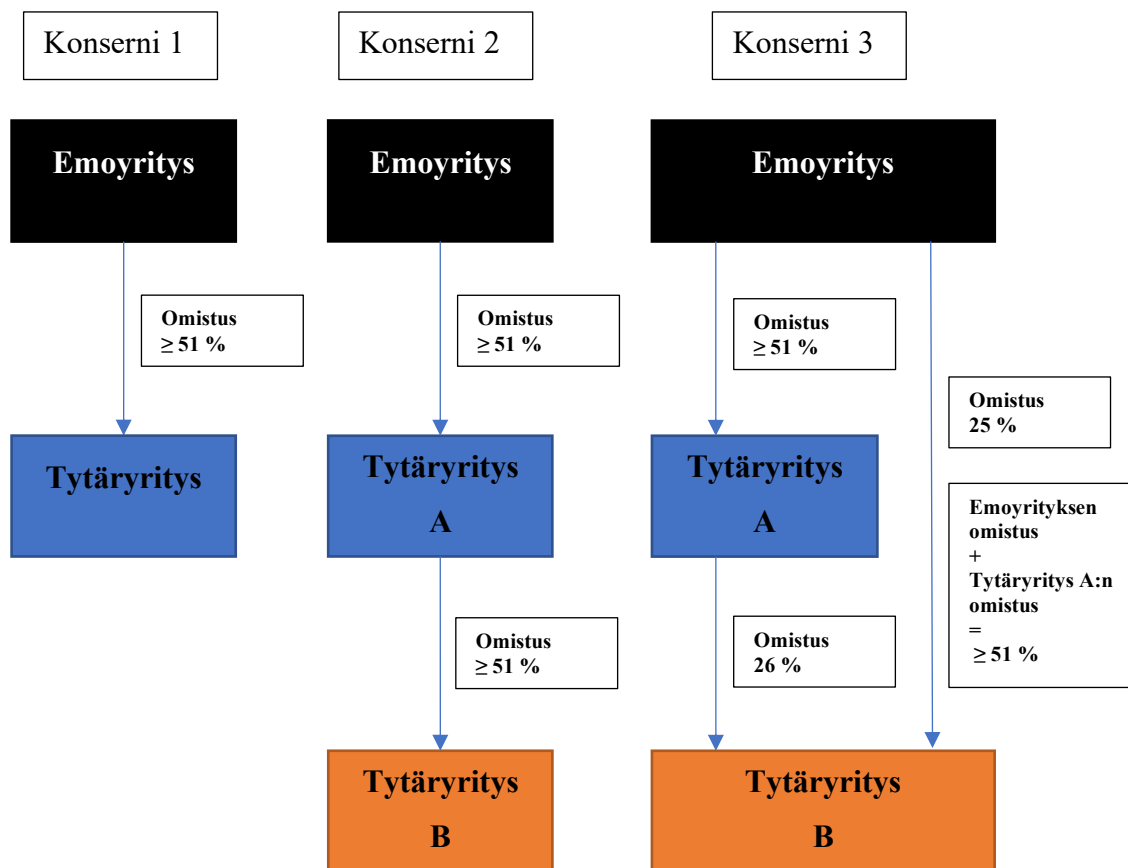 Konserni 1
Konserni 2
Konserni 3
Emoyritys
Emoyritys
Emoyritys
Omistus
≥ 51 %
Omistus
≥ 51 %
Omistus
≥ 51 %
Omistus
25 %
Tytäryritys
Tytäryritys
A
Tytäryritys
A
Emoyrityksen
omistus
+
Tytäryritys A:n
omistus
=
≥ 51 %
Omistus
≥ 51 %
Omistus
26 %
Tytäryritys
B
Tytäryritys
B